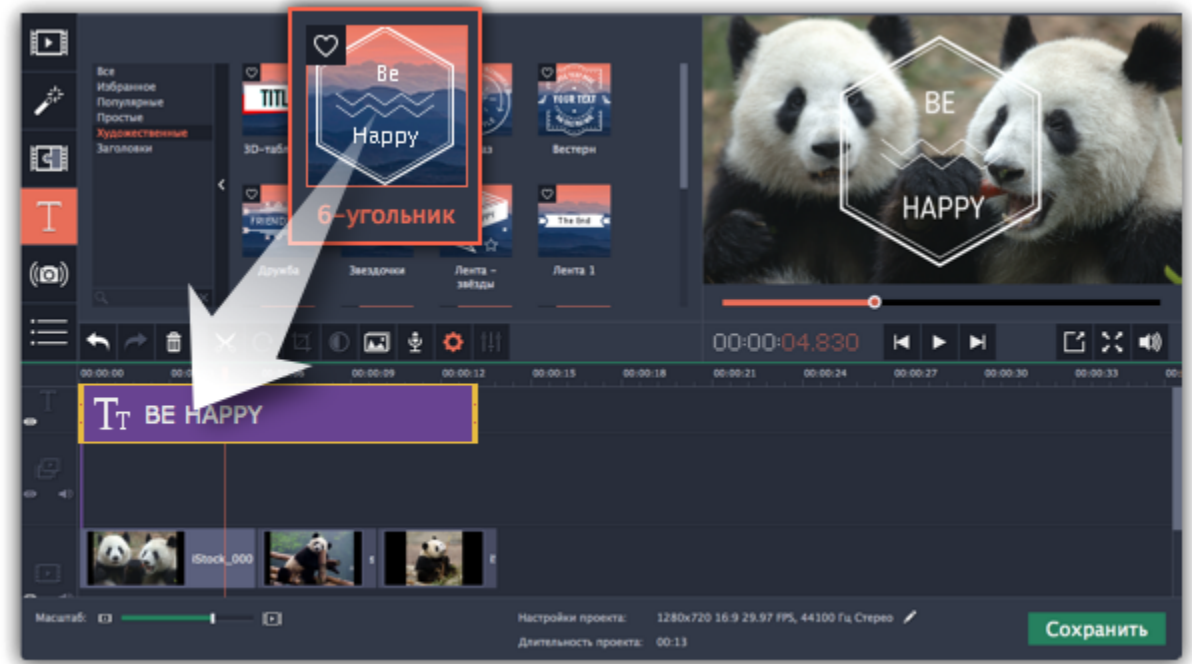 Все
Избранное
Популярные
Простые
Художественные
Заголовки
Be
Happy
6-угольник
YOUR TEXT
Вестерн
Дружба
Звездочки
Лента –
звёзды
The End
Лента 1
BE
HAPPY
00:00:04.830
00:00:00
00:00:09
00:00:12
00:00:15
00:00:18
00:00:21
00:00:24
00:00:27
00:00:30
00:00:33
T
Tт BE HAPPY
iStock_000
Масштаб:
Настройки проекта: 1280x720 16:9 29.97 FPS, 44100 Гц Стерео
Длительность проекта: 00:13
Сохранить